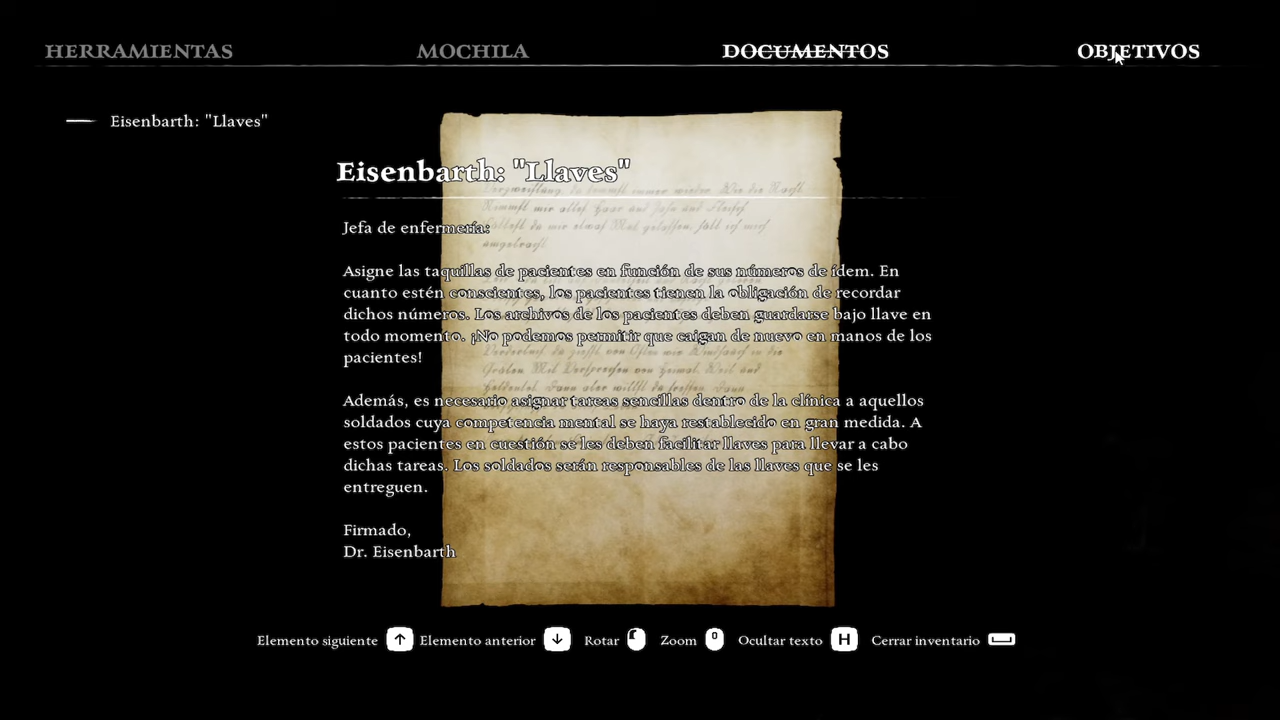 HERRAMIENTAS
MOCHILA
DOCUMENTOS
OBJETIVOS
Eisenbarth: "Llaves"
Eisenbarth: "Llaves"
Jefa de enfermería:
Asigne las taquillas de pacientes en función de sus números de ídem. En
cuanto estén conscientes, los pacientes tienen la obligación de recordar
dichos números. Los archivos de los pacientes deben guardarse bajo llave en
todo momento. ¡No podemos permitir que caigan de nuevo en manos de los
pacientes!
Además, es necesario asignar tareas sencillas dentro de la clínica a aquellos
soldados cuya competencia mental se haya restablecido en gran medida. A
estos pacientes en cuestión se les deben facilitar llaves para llevar a cabo
dichas tareas. Los soldados serán responsables de las llaves que se les
entreguen.
Firmado,
Dr. Eisenbarth
Elemento siguiente ↑ Elemento anterior ↓ Rotar Zoom Ocultar texto H Cerrar inventario